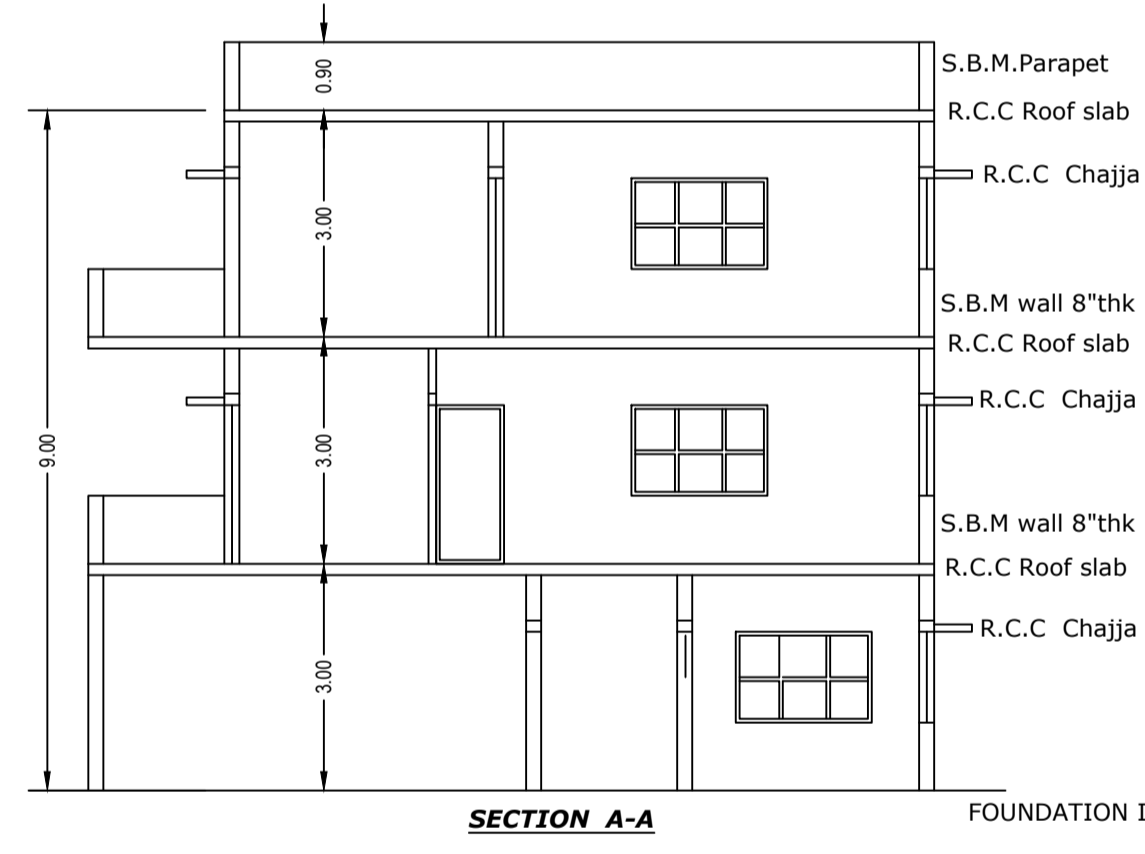 0.90
S.B.M.Parapet
R.C.C Roof slab
R.C.C Chajja
3.00
S.B.M wall 8"thk
R.C.C Roof slab
R.C.C Chajja
9.00
3.00
S.B.M wall 8"thk
R.C.C Roof slab
R.C.C Chajja
3.00
SECTION A-A
FOUNDATION